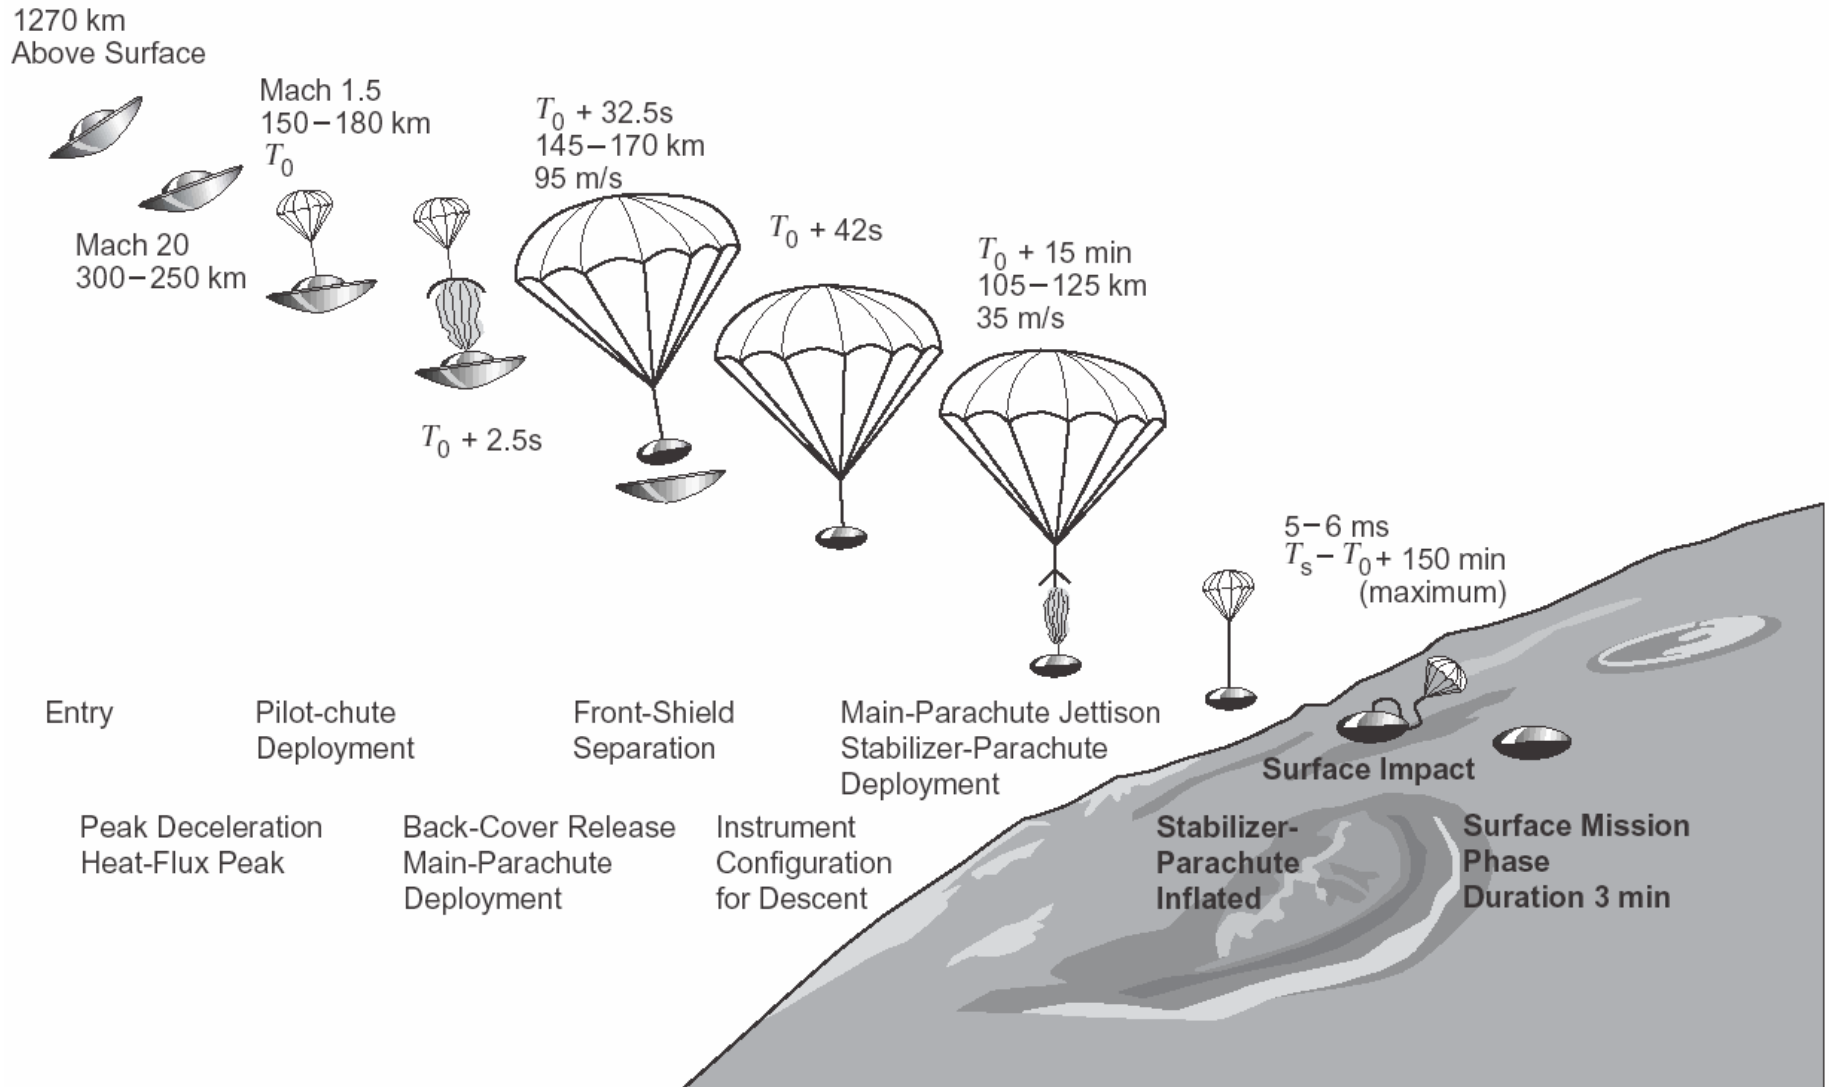 1270 km
Above Surface
Mach 1.5
150–180 km
T0
Mach 20
300–250 km
T0 + 2.5s
T0 + 32.5s
145–170 km
95 m/s
T0 + 42s
T0 + 15 min
105–125 km
35 m/s
5–6 ms
Ts – T0 + 150 min
(maximum)
Entry
Peak Deceleration
Heat-Flux Peak
Pilot-chute
Deployment
Back-Cover Release
Main-Parachute
Deployment
Front-Shield
Separation
Instrument
Configuration
for Descent
Main-Parachute Jettison
Stabilizer-Parachute
Deployment
Stabilizer-
Parachute
Inflated
Surface Impact
Surface Mission
Phase
Duration 3 min